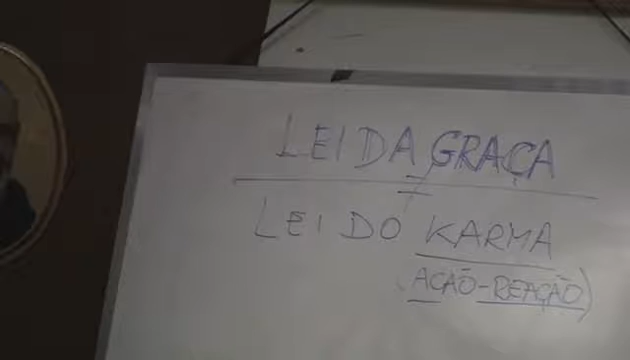 LEI DA GRAÇA
≠
LEI DO KARMA
AÇÃO-REAÇÃO)